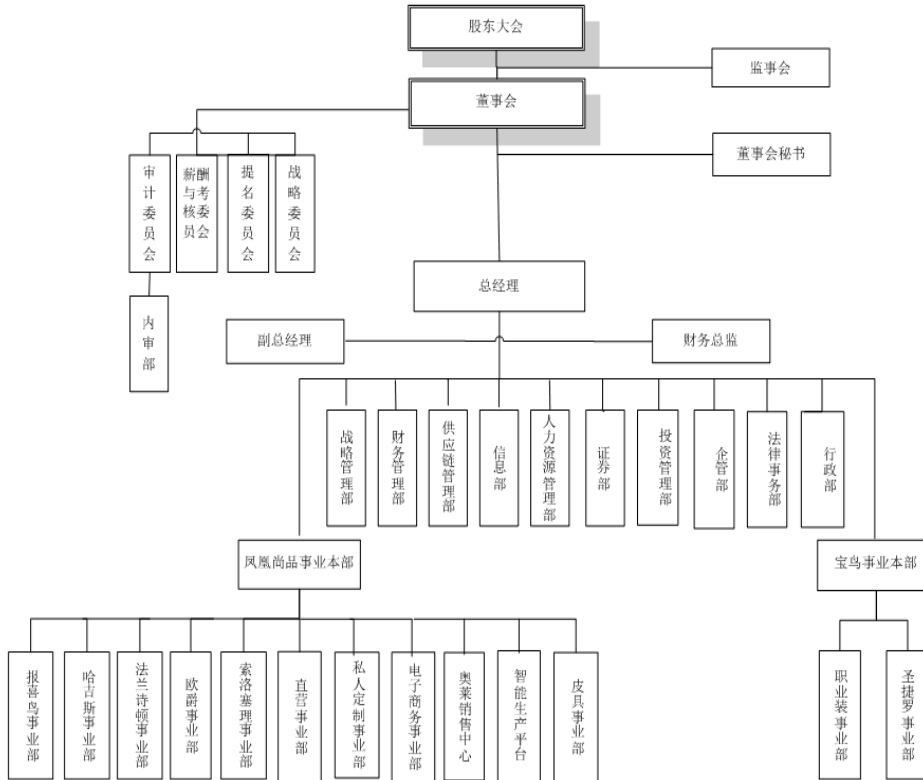 股东大会
监事会
董事会
董事会秘书
审计委员会
薪酬与考核委员会
提名委员会
战略委员会
总经理
内审部
副总经理
财务总监
战略管理部
财务管理部
供应链管理部
信息部
人力资源管理部
证券部
投资管理部
企管部
法律事务部
行政部
凤凰尚品事业本部
宝鸟事业本部
报喜鸟事业部
哈吉斯事业部
法兰诗顿事业部
欧爵事业部
索洛塞理事业部
直营事业部
私人定制事业部
电子商务事业部
奥莱销售中心
智能生产平台
皮具事业部
职业装事业部
圣捷罗事业部